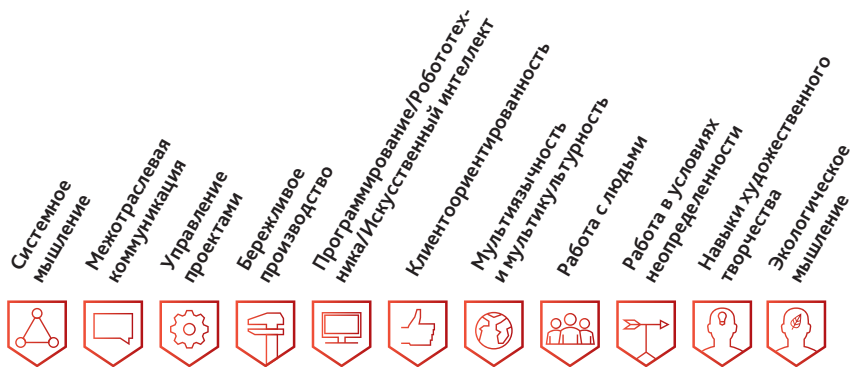 Системное
мышление
Межотраслевая
коммуникация
Управление
проектами
Бережливое
производство
Программирование/Робототех-
ника/Искусственный интеллект
Клиентоориентированность
Мультиязычность
и мультикультурность
Работа с людьми
Работа в условиях
неопределенности
Навыки художественного
творчества
Экологическое
мышление